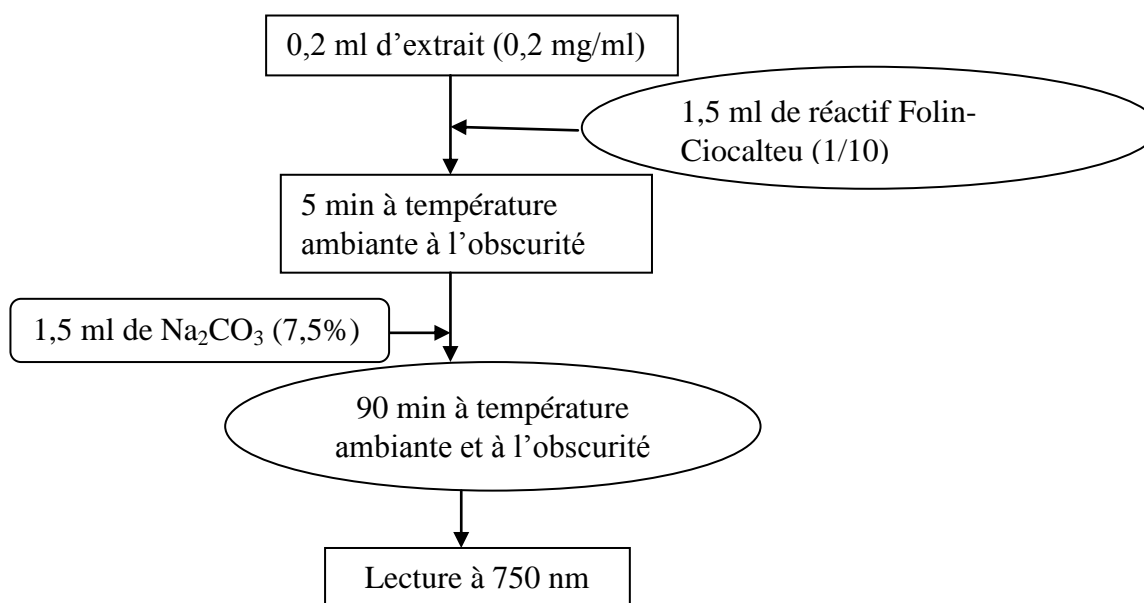 0,2 ml d’extrait (0,2 mg/ml)
1,5 ml de réactif Folin-
Ciocalteu (1/10)
5 min à température
ambiante à l’obscurité
1,5 ml de Na₂CO₃ (7,5%)
90 min à température
ambiante et à l’obscurité
Lecture à 750 nm